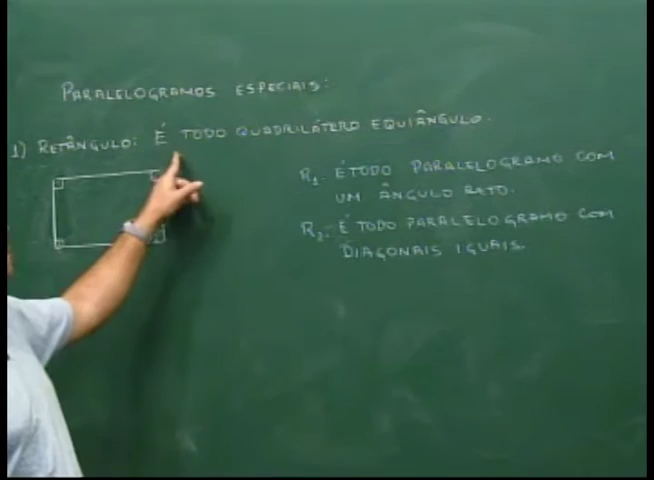 PARALELOGRAMOS ESPECIAIS:
1) RETÂNGULO: É TODO QUADRILÁTERO EQUIÂNGULO.
R1. É TODO PARALELOGRAMO COM
UM ÂNGULO RETO.
R2. É TODO PARALELOGRAMO COM
DIAGONAIS IGUAIS.